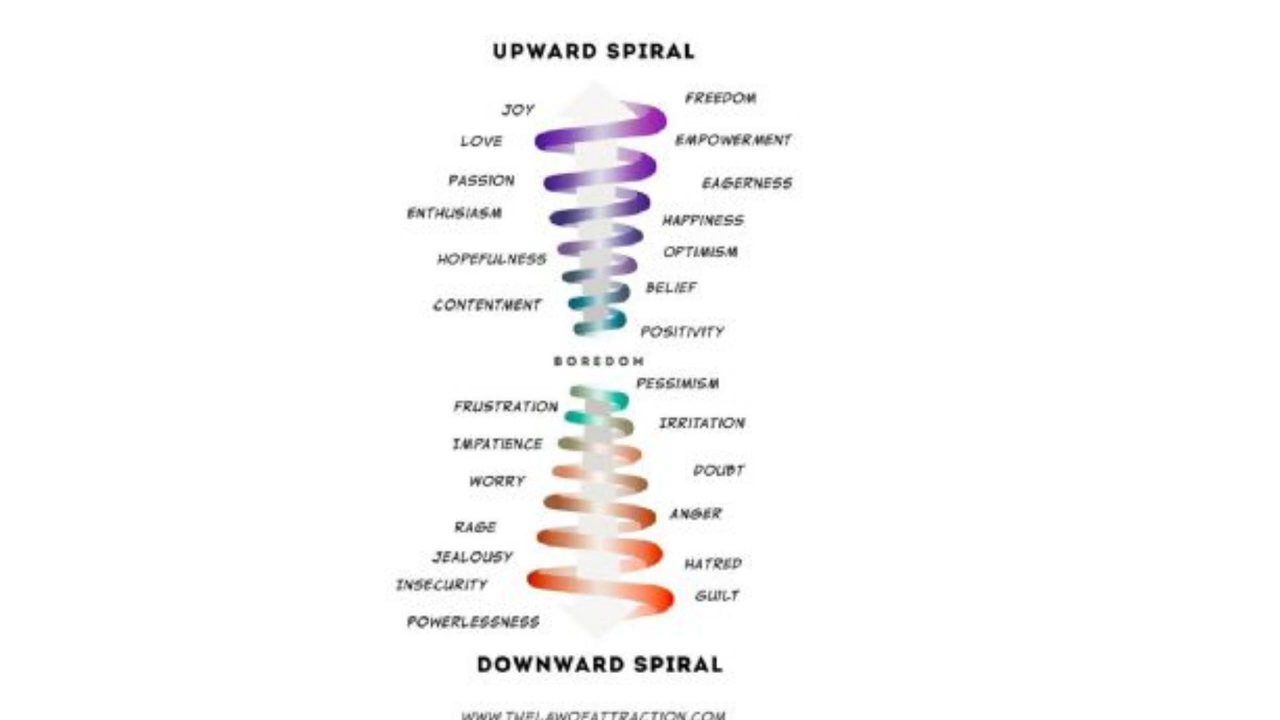 UPWARD SPIRAL
FREEDOM
JOY
LOVE
EMPOWERMENT
PASSION
EAGERNESS
ENTHUSIASM
HAPPINESS
OPTIMISM
HOPEFULNESS
BELIEF
CONTENTMENT
POSITIVITY
BOREDOM
PESSIMISM
FRUSTRATION
IRRITATION
IMPATIENCE
DOUBT
WORRY
ANGER
RAGE
JEALOUSY
HATRED
INSECURITY
GUILT
POWERLESSNESS
DOWNWARD SPIRAL
WWW.THELAWOFATTRACTION.COM